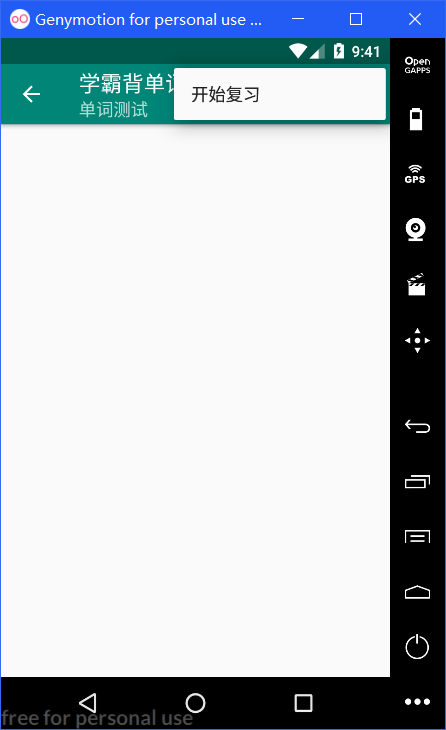 Genymotion for personal use ...
9:41
Open
GAPPS
学霸背单词
开始复习
单词测试
GPS
free for personal use